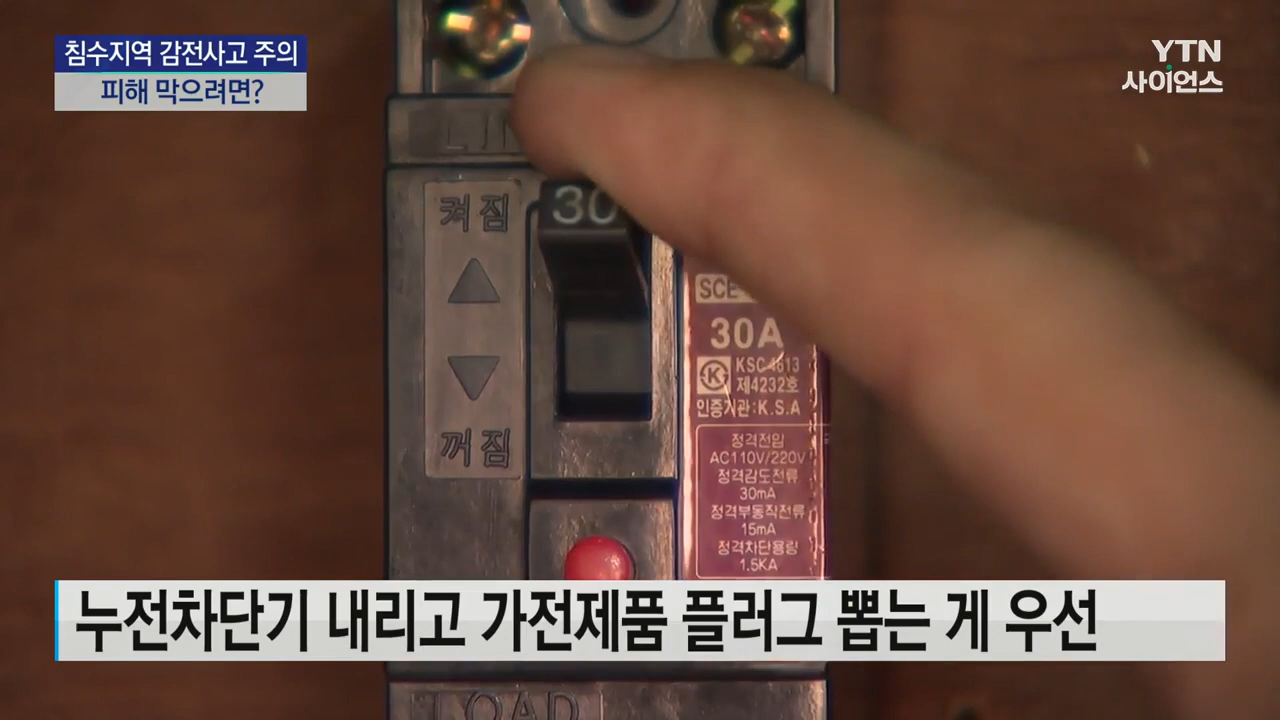 침수지역 감전사고 주의
피해 막으려면?
YTN
사이언스
켜짐
꺼짐
30
30A
KSC4613
제4232호
인증기관:K.S.A
정격전압
AC110V/220V
정격감도전류
30mA
정격부동작전류
15mA
정격차단용량
1.5KA
누전차단기 내리고 가전제품 플러그 뽑는 게 우선
LOAD